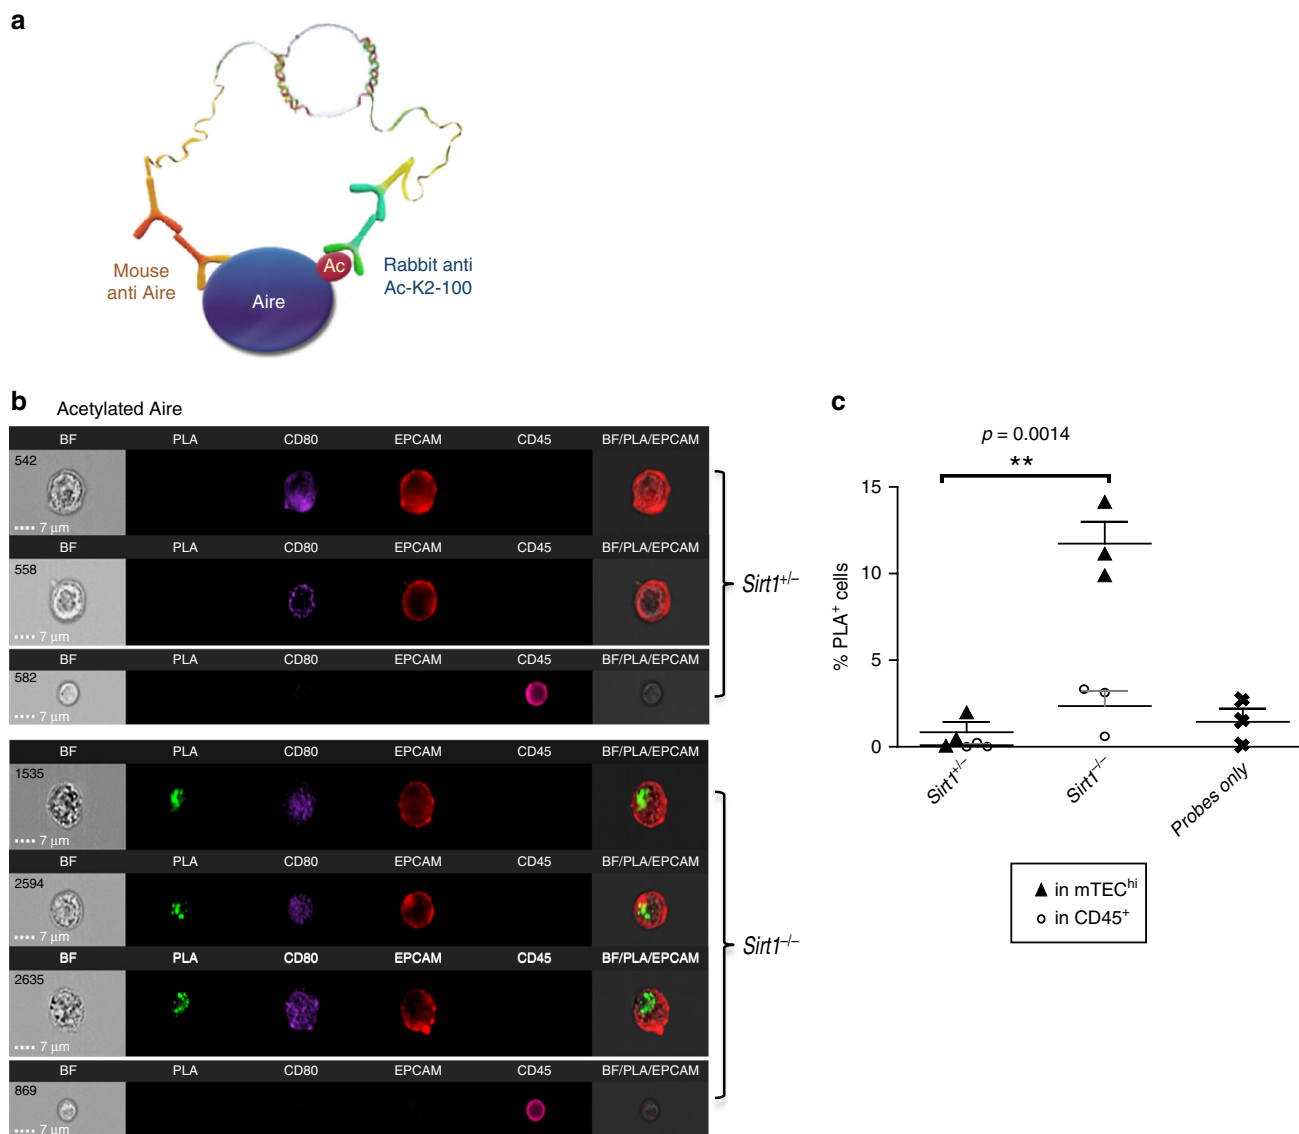 a
Ac
Aire
Mouse
anti Aire
Rabbit anti
Ac-K2-100
b
Acetylated Aire
BF PLA CD80 EPCAM CD45 BF/PLA/EPCAM
542
7 μm
BF PLA CD80 EPCAM CD45 BF/PLA/EPCAM
558
7 μm
BF PLA CD80 EPCAM CD45 BF/PLA/EPCAM
582
7 μm
Sirt1+/–
BF PLA CD80 EPCAM CD45 BF/PLA/EPCAM
1535
7 μm
BF PLA CD80 EPCAM CD45 BF/PLA/EPCAM
2594
7 μm
BF PLA CD80 EPCAM CD45 BF/PLA/EPCAM
2635
7 μm
BF PLA CD80 EPCAM CD45 BF/PLA/EPCAM
869
7 μm
Sirt1–/–
c
p = 0.0014
**
% PLA+ cells
15
10
5
0
Sirt1+/–
Sirt1–/–
Probes only
in mTEChi
in CD45+